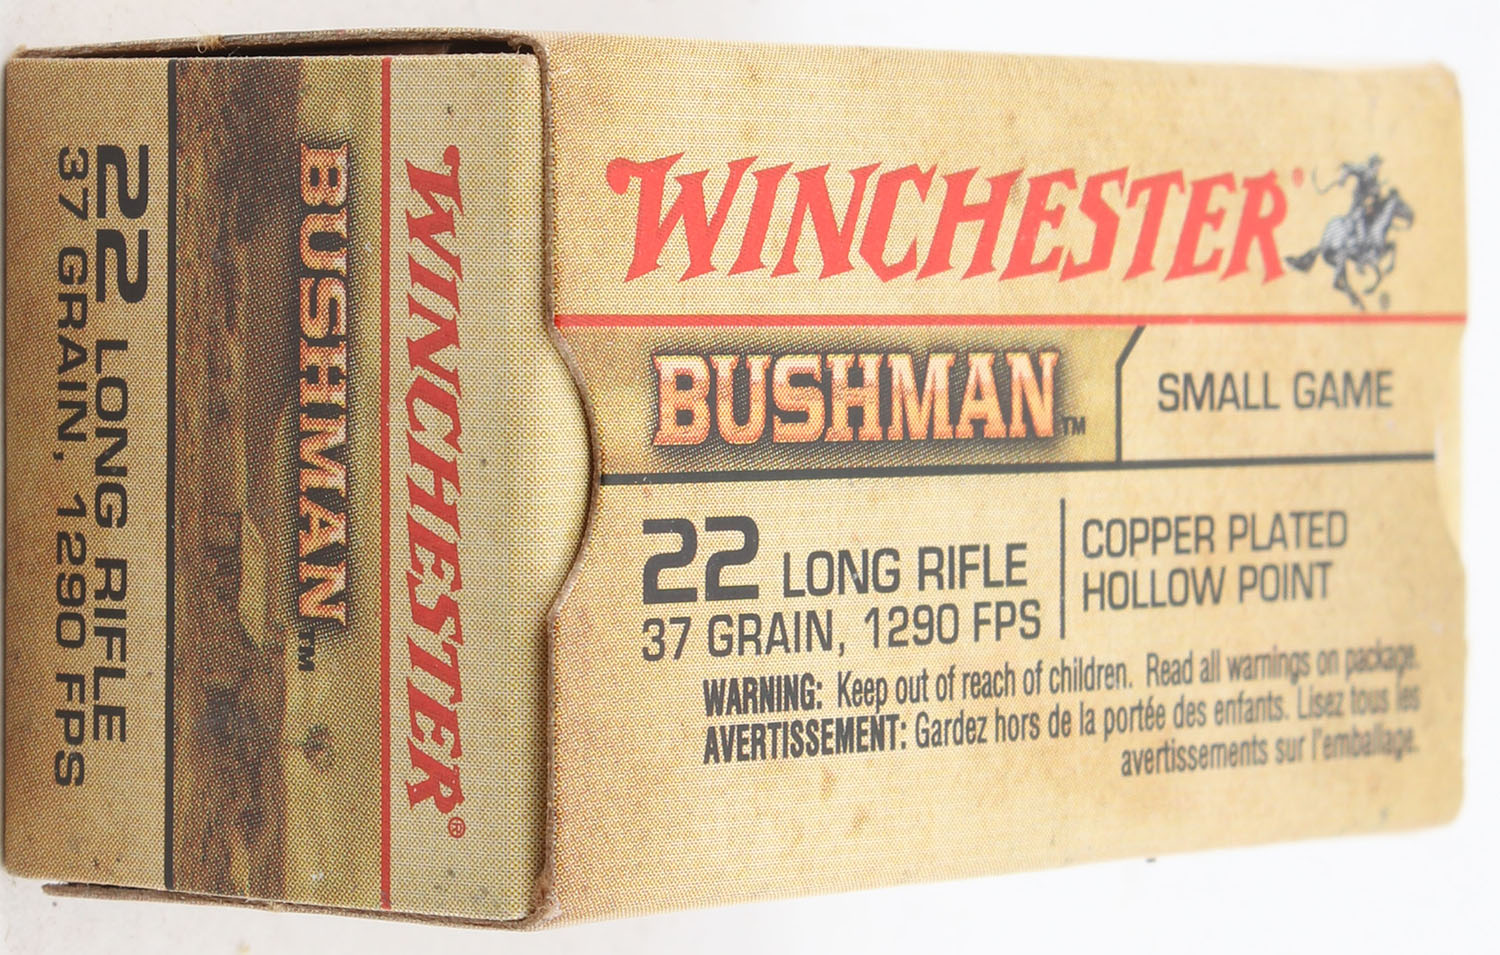 WINCHESTER®
BUSHMAN™
22 LONG RIFLE
37 GRAIN, 1290 FPS
WINCHESTER®
®
BUSHMAN™
SMALL GAME
22 LONG RIFLE
37 GRAIN, 1290 FPS
COPPER PLATED
HOLLOW POINT
WARNING: Keep out of reach of children. Read all warnings on package.
AVERTISSEMENT: Gardez hors de la portée des enfants. Lisez tous les
avertissements sur l'emballage.